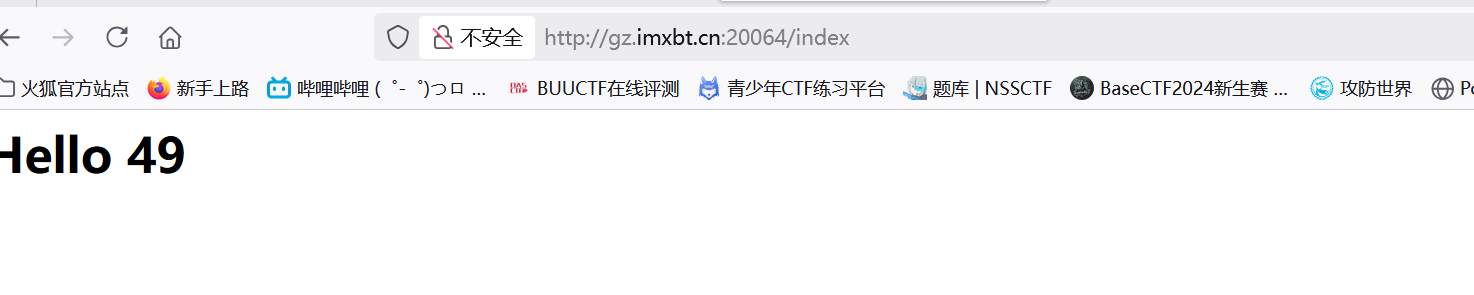 不安全 http://gz.imxbt.cn:20064/index
火狐官方站点 新手上路 哔哩哔哩 ( ゜- ゜)つロ ... BUUCTF在线评测 青少年CTF练习平台 题库 | NSSCTF BaseCTF2024新生赛 ... 攻防世界
Hello 49